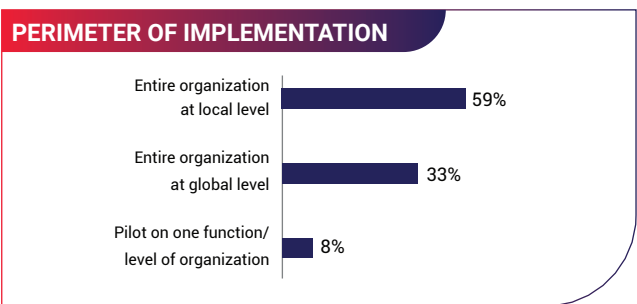 PERIMETER OF IMPLEMENTATION
Entire organization
at local level
59%
Entire organization
at global level
33%
Pilot on one function/
level of organization
8%